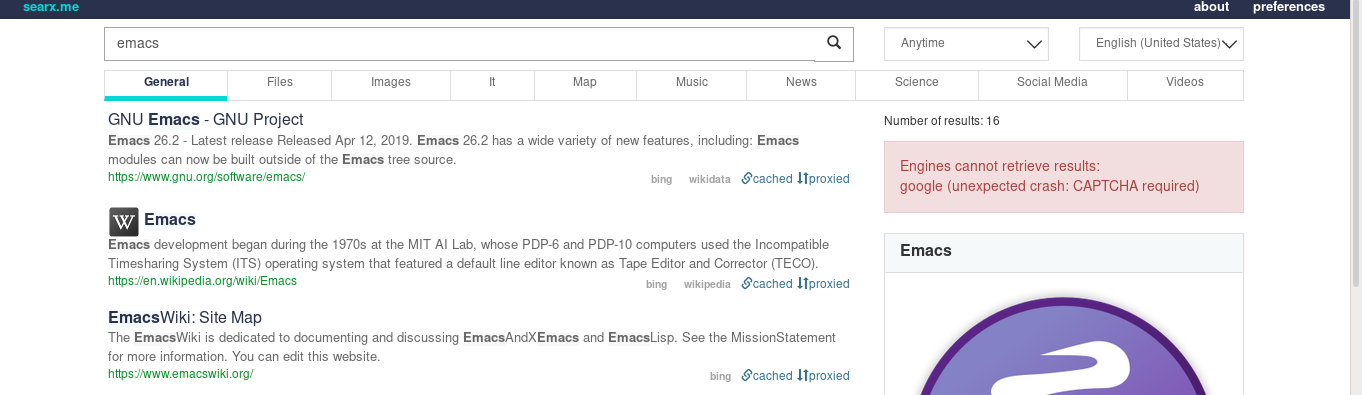 searx.me about preferences
emacs
Anytime
English (United States)
General Files Images It Map Music News Science Social Media Videos
GNU Emacs - GNU Project
Emacs 26.2 - Latest release Released Apr 12, 2019. Emacs 26.2 has a wide variety of new features, including: Emacs
modules can now be built outside of the Emacs tree source.
https://www.gnu.org/software/emacs/
bing wikidata cached proxied
W Emacs
Emacs development began during the 1970s at the MIT AI Lab, whose PDP-6 and PDP-10 computers used the Incompatible
Timesharing System (ITS) operating system that featured a default line editor known as Tape Editor and Corrector (TECO).
https://en.wikipedia.org/wiki/Emacs
bing wikipedia cached proxied
EmacsWiki: Site Map
The EmacsWiki is dedicated to documenting and discussing EmacsAndXEmacs and EmacsLisp. See the MissionStatement
for more information. You can edit this website.
https://www.emacswiki.org/
bing cached proxied
Number of results: 16
Engines cannot retrieve results:
google (unexpected crash: CAPTCHA required)
Emacs